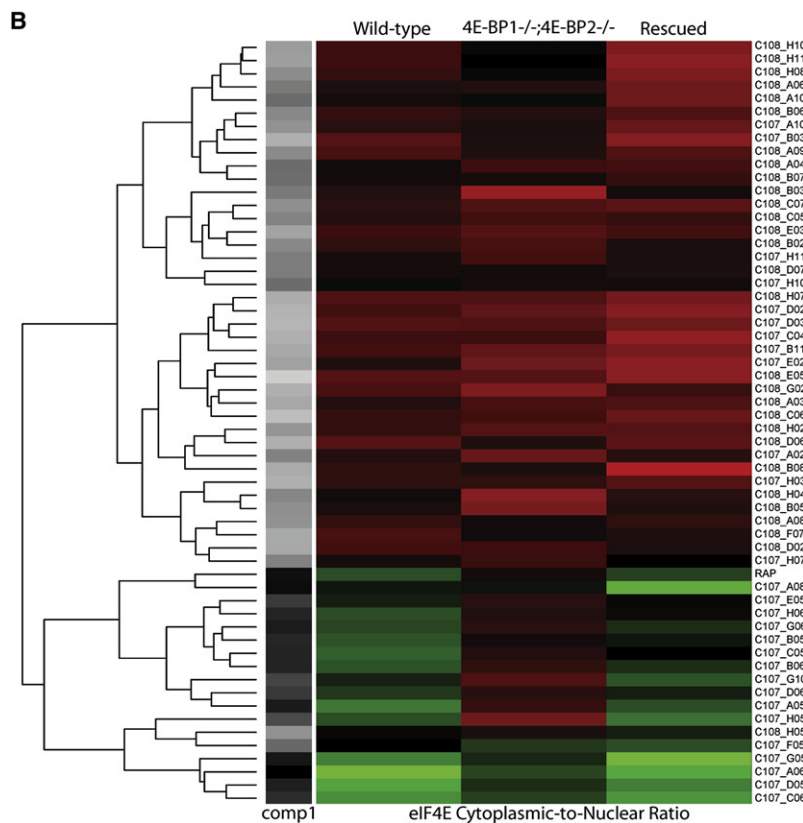 B
Wild-type 4E-BP1-/-;4E-BP2-/- Rescued
C108_H10
C108_H11
C108_H08
C108_A06
C108_A10
C108_B06
C107_A10
C107_B03
C108_A09
C108_A04
C108_B07
C108_B03
C108_C07
C108_C05
C108_E03
C108_B02
C107_H11
C108_D07
C107_H10
C108_H07
C107_D02
C107_D03
C107_C04
C107_B11
C107_E02
C108_E05
C108_G02
C108_A03
C108_C06
C108_H02
C108_D06
C107_A02
C108_B08
C107_H03
C108_H04
C108_B05
C108_A08
C108_F07
C108_D02
C107_H07
RAP
C107_A08
C107_E05
C107_H06
C107_G06
C107_B05
C107_C05
C107_B06
C107_G10
C107_D06
C107_A05
C107_H05
C108_H05
C107_F05
C107_G05
C107_A06
C107_D05
C107_C06
comp1 eIF4E Cytoplasmic-to-Nuclear Ratio